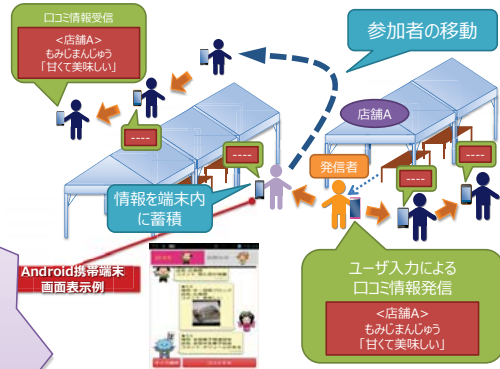 口コミ情報受信
<店舗A>
もみじまんじゅう
「甘くて美味しい」
参加者の移動
店舗A
----
----
発信者
----
----
情報を端末内
に蓄積
Android携帯端末
画面表示例
ユーザ入力による
口コミ情報発信
<店舗A>
もみじまんじゅう
「甘くて美味しい」